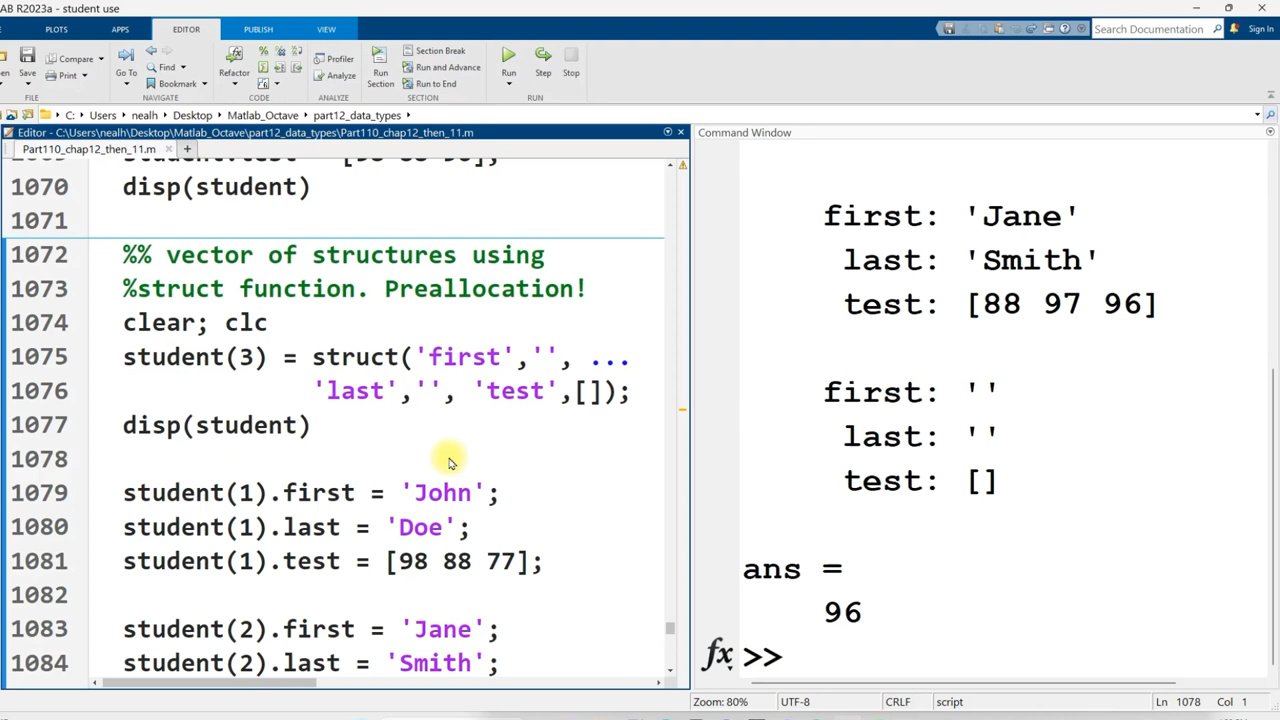 AB R2023a - student use
PLOTS APPS EDITOR PUBLISH VIEW
Search Documentation Sign In
Save Compare Print Go To Find Bookmark Refactor Profiler Analyze Run Section Section Break Run and Advance Run to End Run Step Stop
FILE NAVIGATE CODE ANALYZE SECTION RUN
C: Users nealh Desktop Matlab_Octave part12_data_types
Editor - C:\Users\nealh\Desktop\Matlab_Octave\part12_data_types\Part110_chap12_then_11.m
Part110_chap12_then_11.m +
1070 disp(student)
1071
1072 %% vector of structures using
1073 %struct function. Preallocation!
1074 clear; clc
1075 student(3) = struct('first','', ...
1076 'last','', 'test',[]);
1077 disp(student)
1078
1079 student(1).first = 'John';
1080 student(1).last = 'Doe';
1081 student(1).test = [98 88 77];
1082
1083 student(2).first = 'Jane';
1084 student(2).last = 'Smith';
Command Window
first: 'Jane'
last: 'Smith'
test: [88 97 96]
first: ''
last: ''
test: []
ans =
96
fx >>
Zoom: 80% UTF-8 CRLF script Ln 1078 Col 1